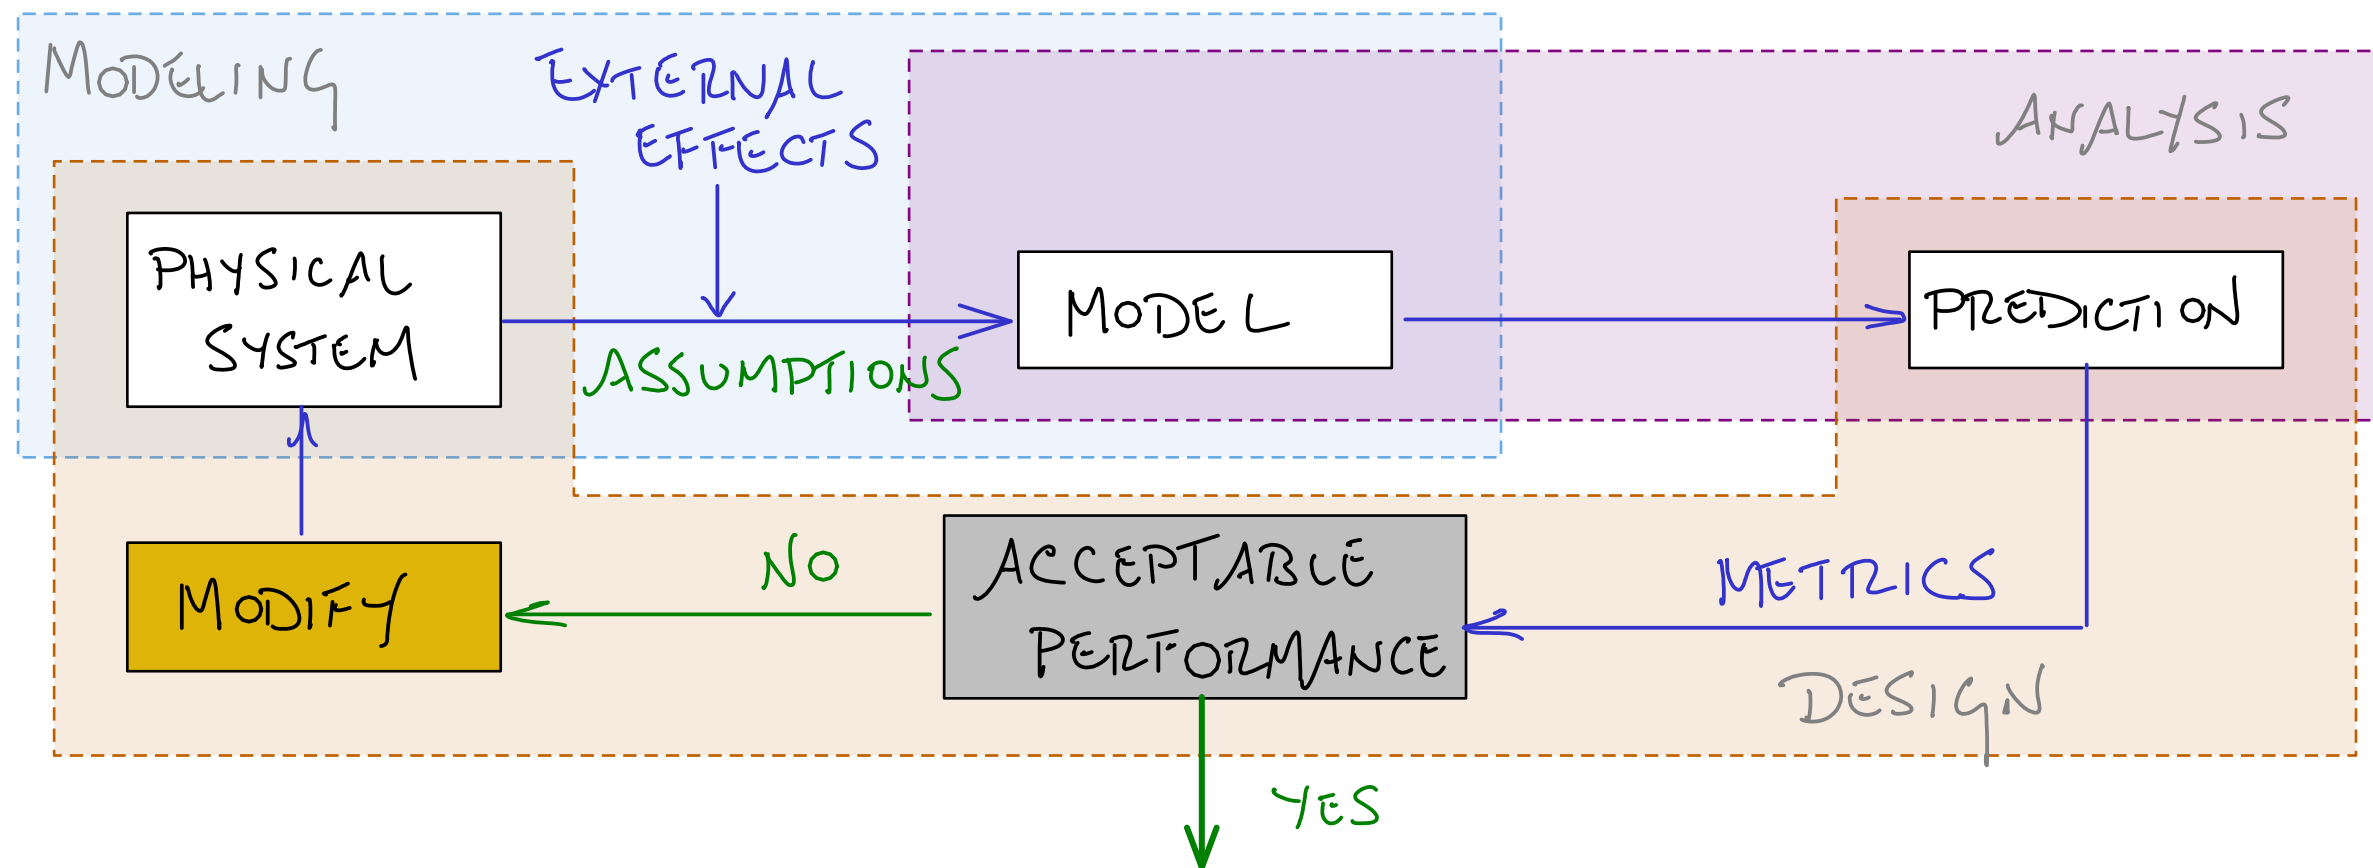 MODELING
EXTERNAL
EFFECTS
ANALYSIS
PHYSICAL
SYSTEM
MODEL
PREDICTION
ASSUMPTIONS
MODIFY
NO
ACCEPTABLE
PERFORMANCE
METRICS
DESIGN
YES